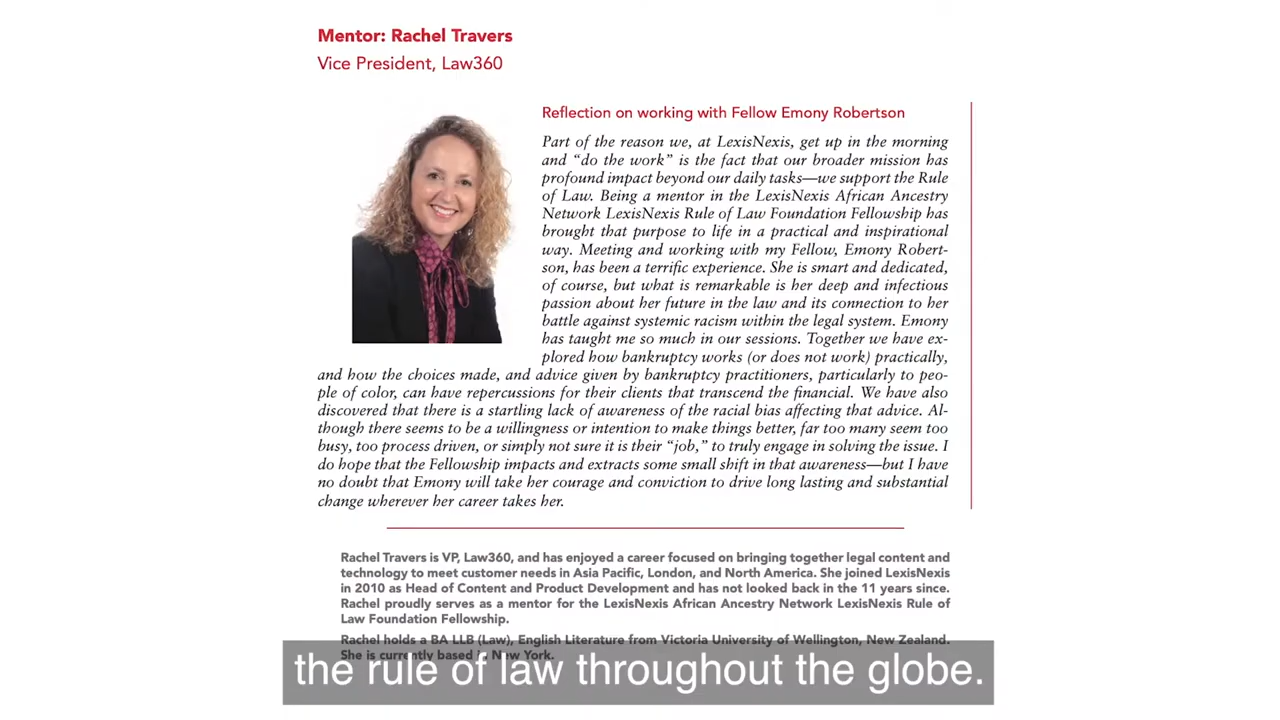 Mentor: Rachel Travers
Vice President, Law360
Reflection on working with Fellow Emony Robertson
Part of the reason we, at LexisNexis, get up in the morning
and “do the work” is the fact that our broader mission has
profound impact beyond our daily tasks—we support the Rule
of Law. Being a mentor in the LexisNexis African Ancestry
Network LexisNexis Rule of Law Foundation Fellowship has
brought that purpose to life in a practical and inspirational
way. Meeting and working with my Fellow, Emony Robert-
son, has been a terrific experience. She is smart and dedicated,
of course, but what is remarkable is her deep and infectious
passion about her future in the law and its connection to her
battle against systemic racism within the legal system. Emony
has taught me so much in our sessions. Together we have ex-
plored how bankruptcy works (or does not work) practically,
and how the choices made, and advice given by bankruptcy practitioners, particularly to peo-
ple of color, can have repercussions for their clients that transcend the financial. We have also
discovered that there is a startling lack of awareness of the racial bias affecting that advice. Al-
though there seems to be a willingness or intention to make things better, far too many seem too
busy, too process driven, or simply not sure it is their “job,” to truly engage in solving the issue. I
do hope that the Fellowship impacts and extracts some small shift in that awareness—but I have
no doubt that Emony will take her courage and conviction to drive long lasting and substantial
change wherever her career takes her.
Rachel Travers is VP, Law360, and has enjoyed a career focused on bringing together legal content and
technology to meet customer needs in Asia Pacific, London, and North America. She joined LexisNexis
in 2010 as Head of Content and Product Development and has not looked back in the 11 years since.
Rachel proudly serves as a mentor for the LexisNexis African Ancestry Network LexisNexis Rule of
Law Foundation Fellowship.
Rachel holds a BA LLB (Law), English Literature from Victoria University of Wellington, New Zealand.
She is currently based in New York.
the rule of law throughout the globe.